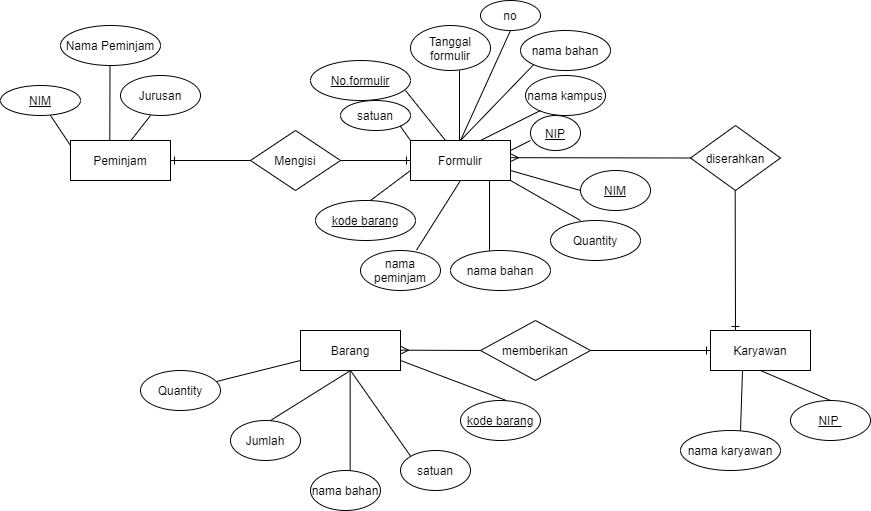 no
Tanggal
formulir
Nama Peminjam
nama bahan
No.formulir
NIM
Jurusan
nama kampus
satuan
NIP
Peminjam
Mengisi
Formulir
diserahkan
NIM
kode barang
Quantity
nama
peminjam
nama bahan
Barang
memberikan
Karyawan
Quantity
kode barang
NIP
Jumlah
nama karyawan
satuan
nama bahan